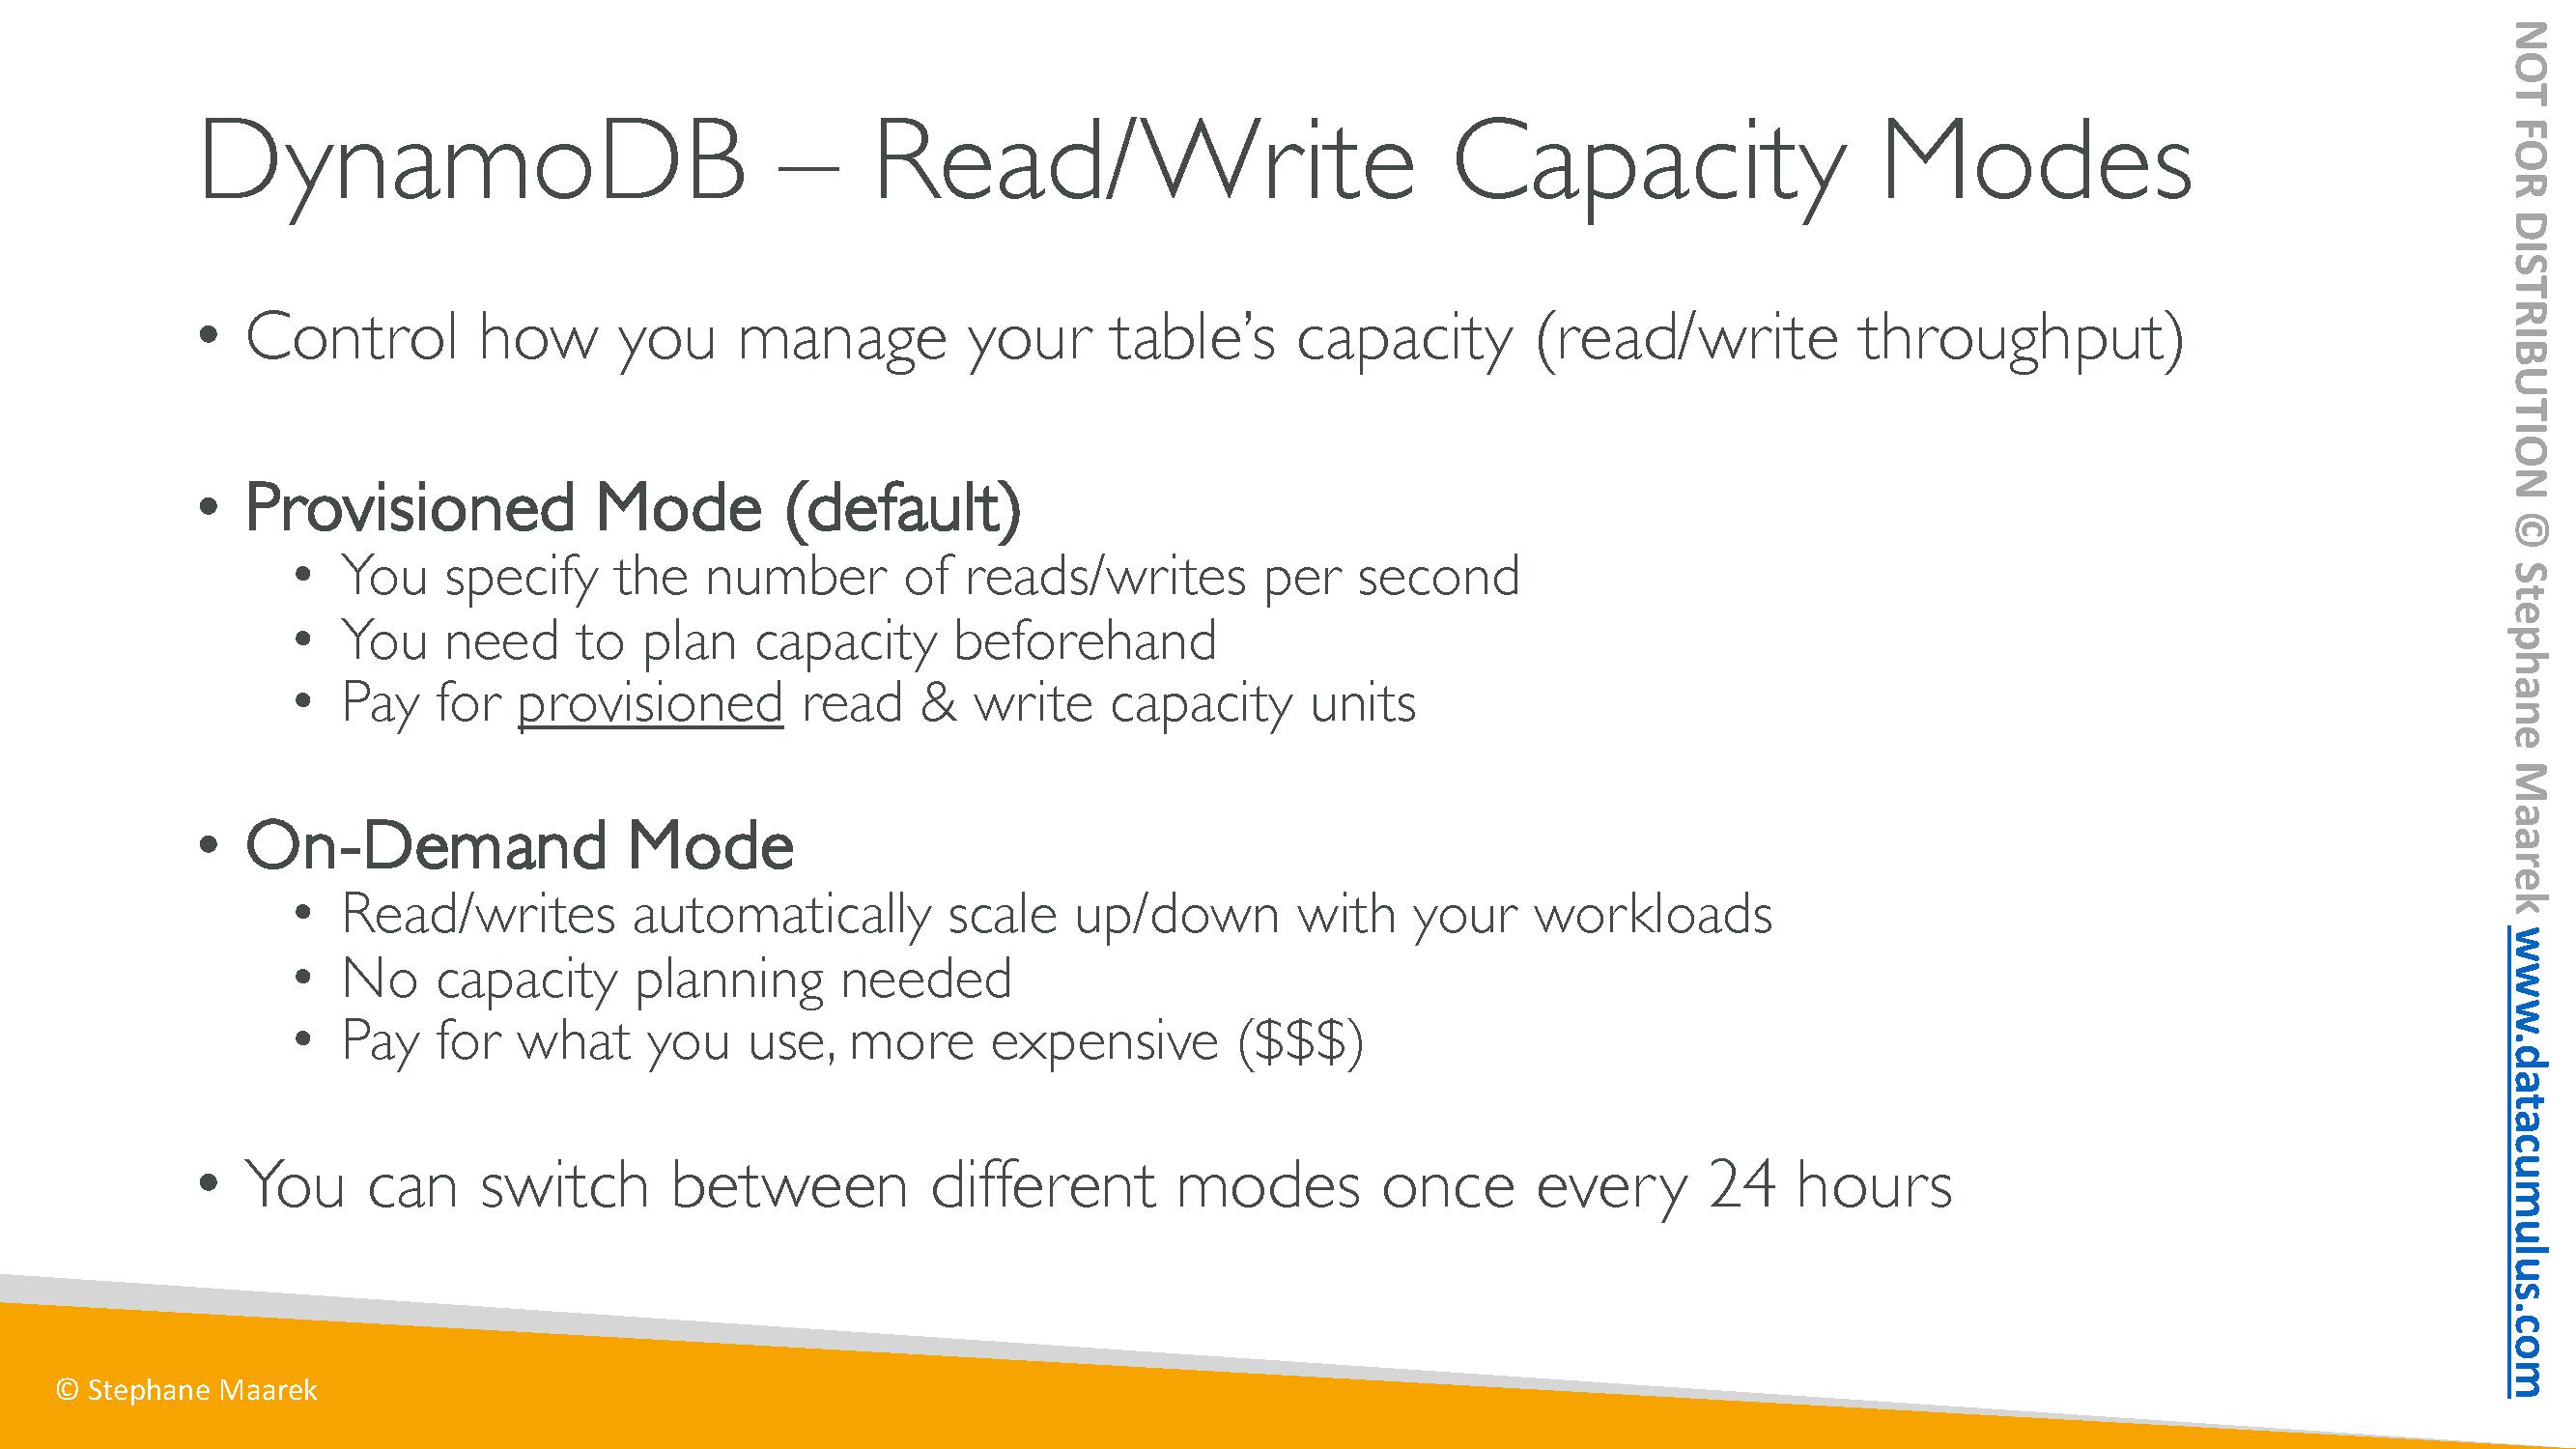 DynamoDB – Read/Write Capacity Modes
• Control how you manage your table’s capacity (read/write throughput)
• Provisioned Mode (default)
• You specify the number of reads/writes per second
• You need to plan capacity beforehand
• Pay for provisioned read & write capacity units
• On-Demand Mode
• Read/writes automatically scale up/down with your workloads
• No capacity planning needed
• Pay for what you use, more expensive ($$$)
• You can switch between different modes once every 24 hours
© Stephane Maarek
NOT FOR DISTRIBUTION © Stephane Maarek www.datacumulus.com